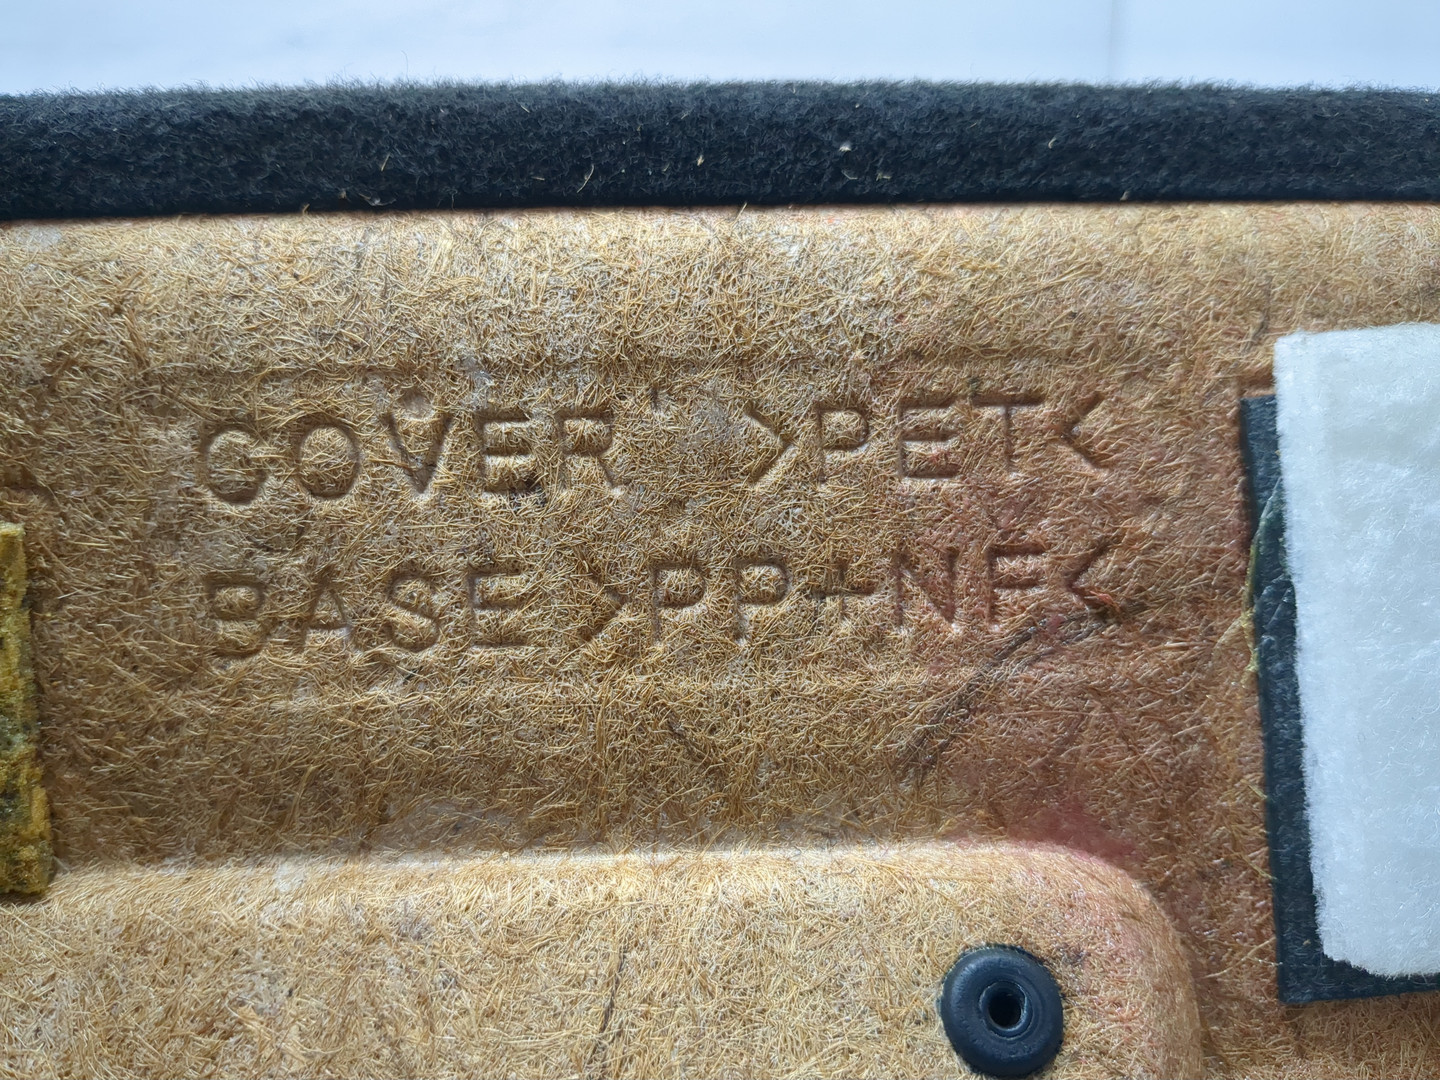 COVER >PET<
BASE >PP+NF<